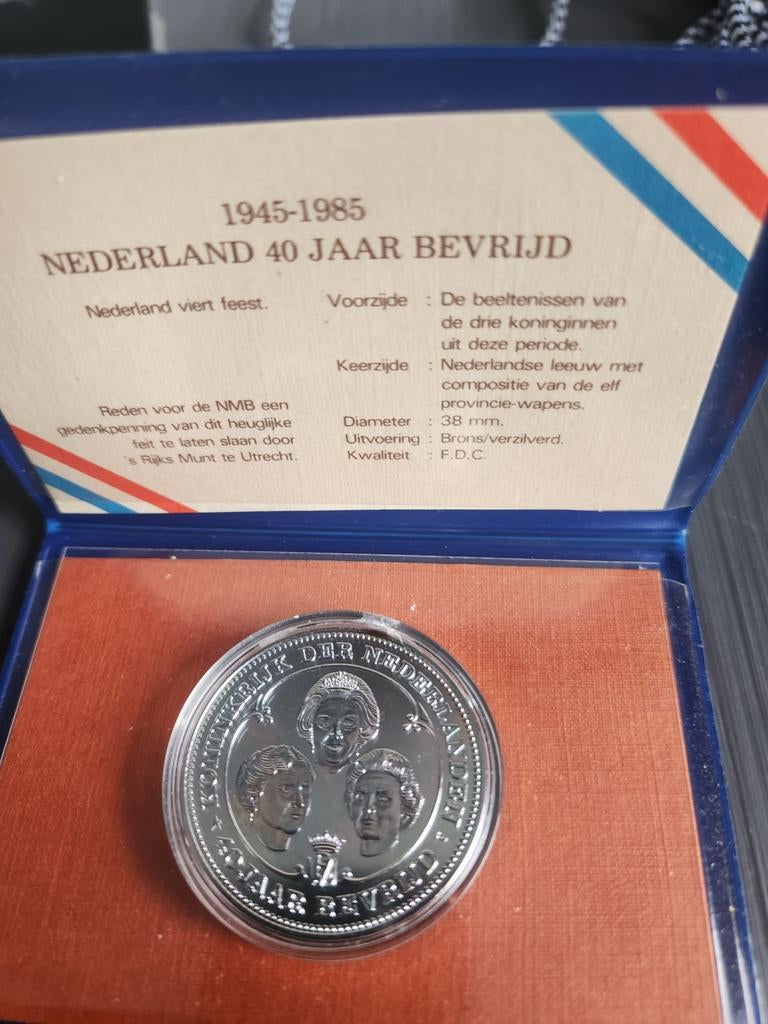 1945-1985
NEDERLAND 40 JAAR BEVRIJD
Nederland viert feest.
Reden voor de NMB een
gedenkpenning van dit heuglijke
feit te laten slaan door
's Rijks Munt te Utrecht.
Voorzijde : De beeltenissen van
de drie koninginnen
uit deze periode.
Keerzijde : Nederlandse leeuw met
compositie van de elf
provincie-wapens.
Diameter : 38 mm.
Uitvoering : Brons/verzilverd.
Kwaliteit : F.D.C.
KONINKRIJK DER NEDERLANDEN
40 JAAR BEVRIJD